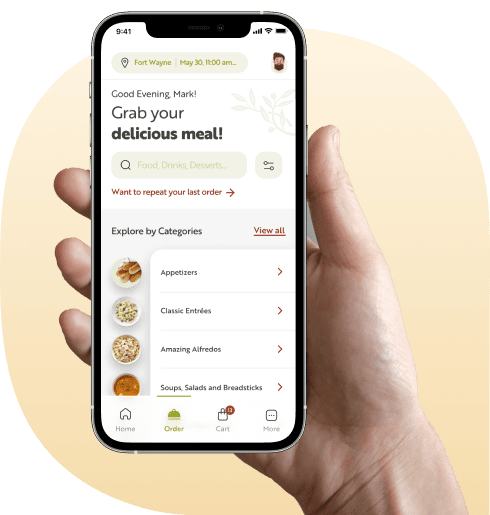 9:41
Fort Wayne | May 30, 11:00 am...
Good Evening, Mark!
Grab your
delicious meal!
Food, Drinks, Desserts...
Want to repeat your last order
Explore by Categories
View all
Appetizers
Classic Entrées
Amazing Alfredos
Soups, Salads and Breadsticks
13
Home
Order
Cart
More